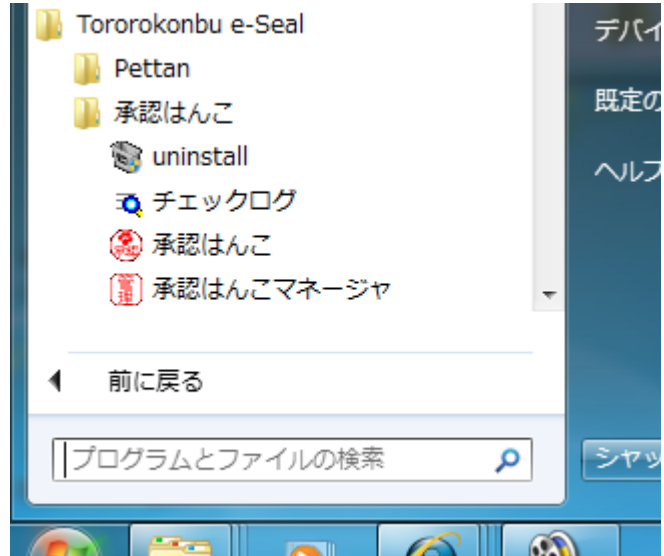 Tororokonbu e-Seal
Pettan
承認はんこ
uninstall
チェックログ
承認はんこ
承認はんこマネージャ
前に戻る
プログラムとファイルの検索
デバイ
既定の
ヘルプ
シャッ